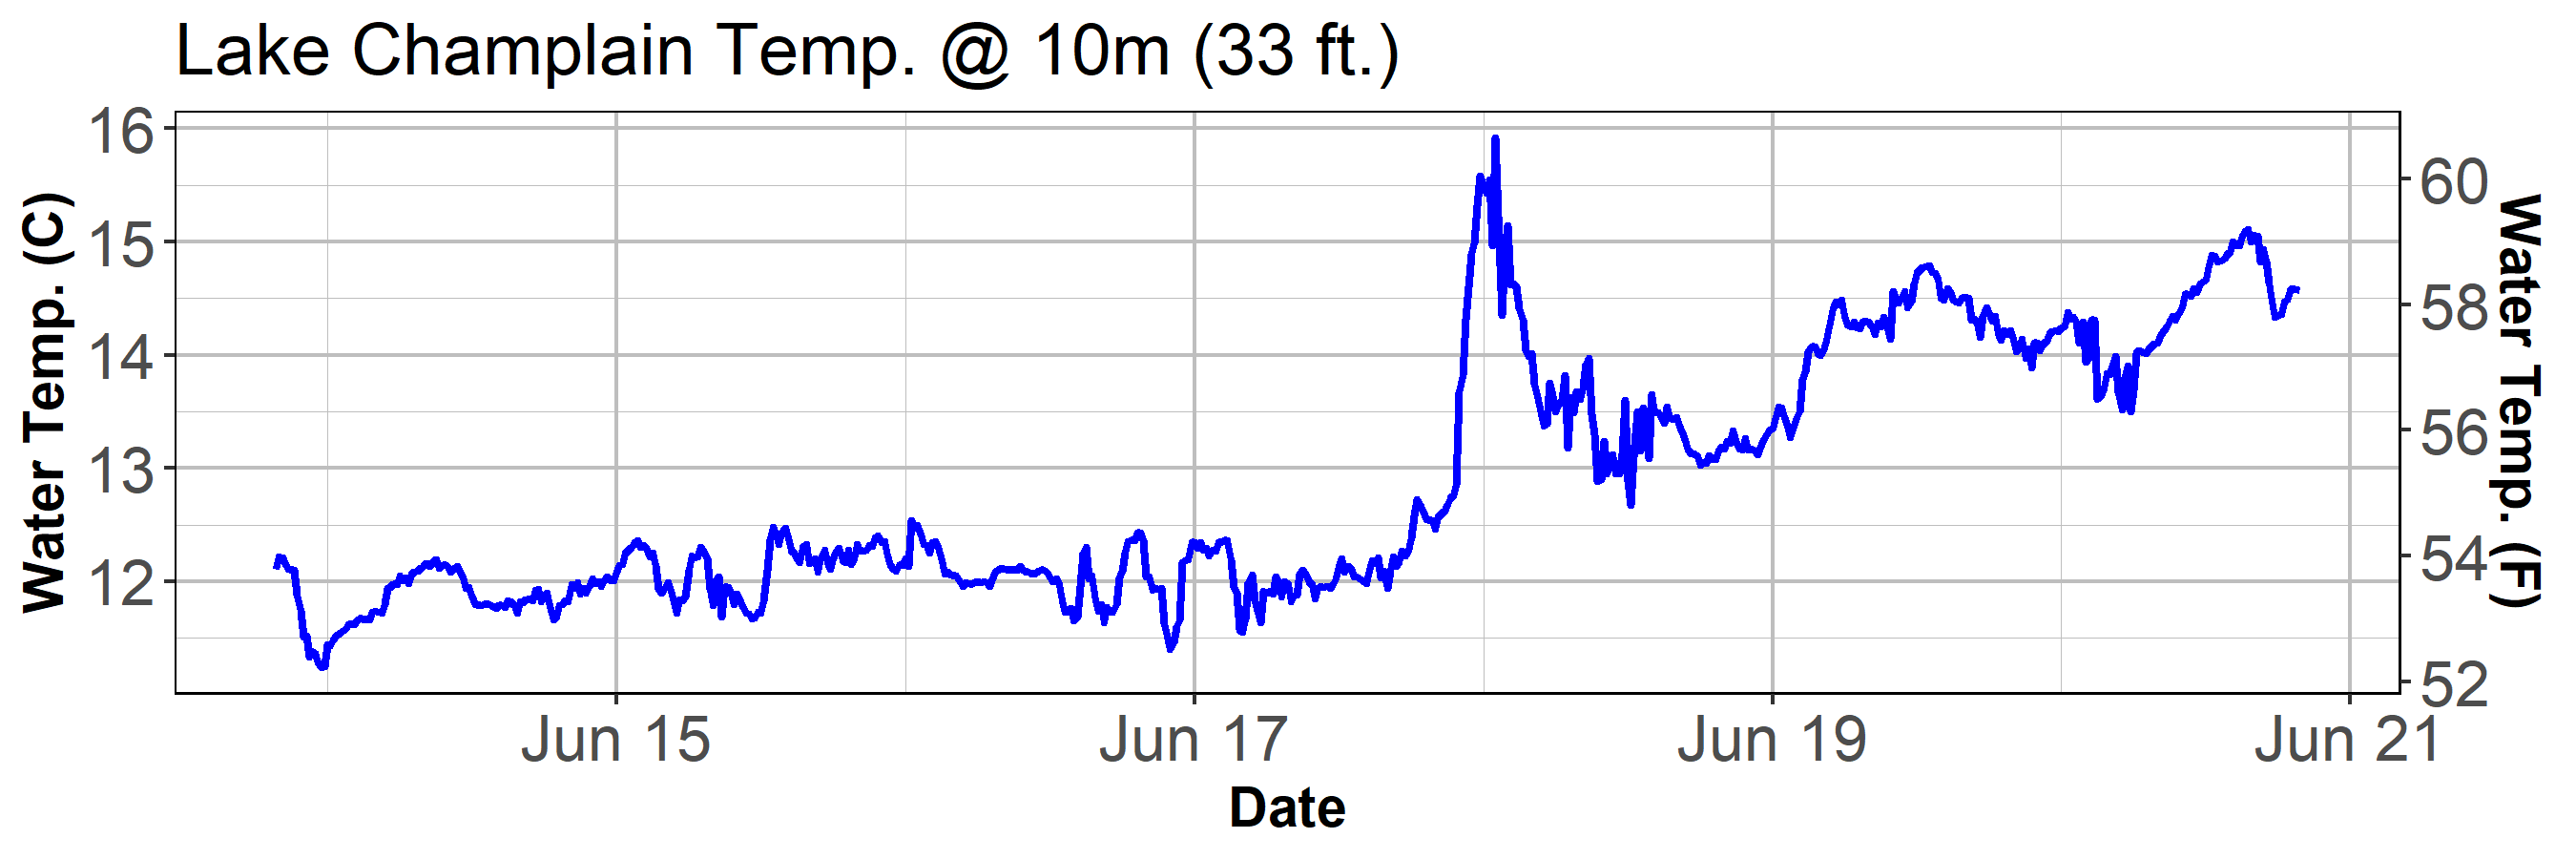 Lake Champlain Temp. @ 10m (33 ft.)
Water Temp. (C)
16
15
14
13
12
60
58
56
54
52
Water Temp. (F)
Jun 15 Jun 17 Jun 19 Jun 21
Date